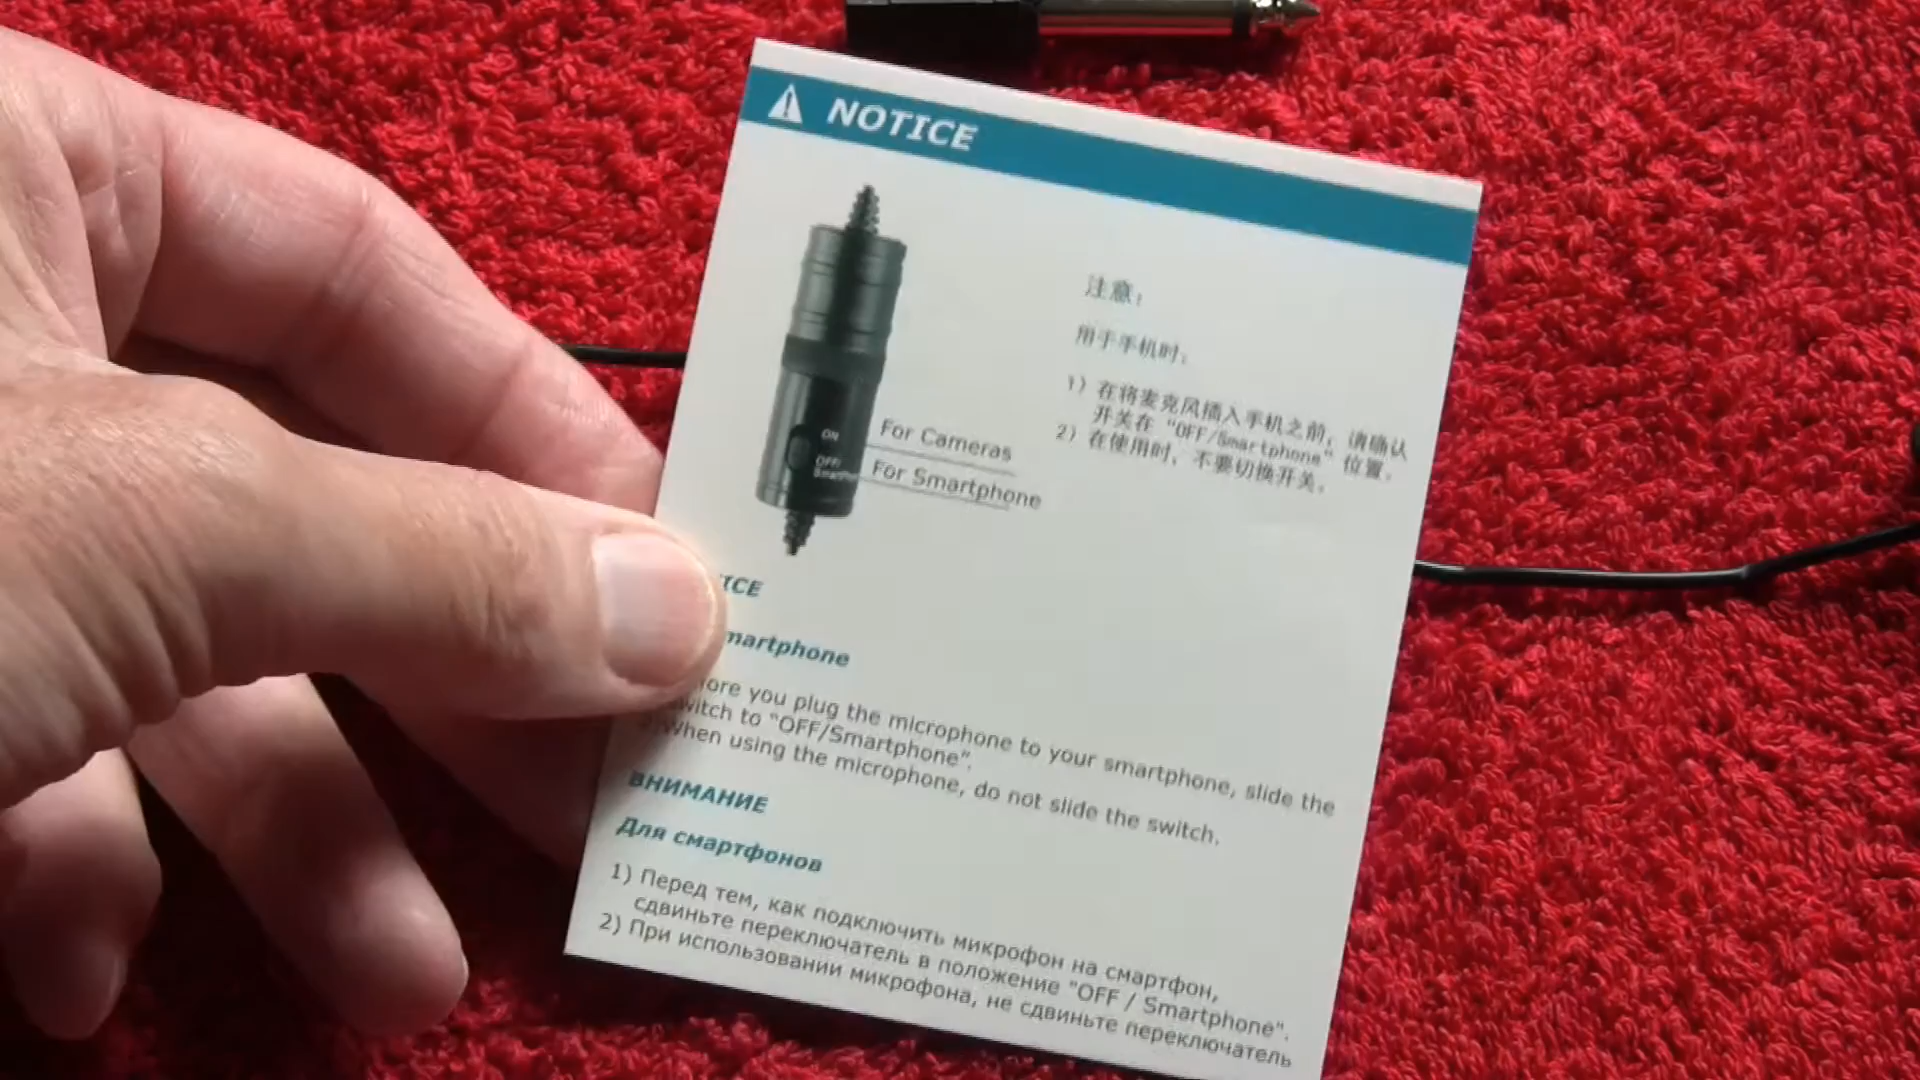 NOTICE
ON
OFF/
For Cameras
For Smartphone
注意：
用于手机时：
1) 在将麦克风插入手机之前，请确认
开关在 "OFF/Smartphone" 位置。
2) 在使用时，不要切换开关。
ICE
martphone
ore you plug the microphone to your smartphone, slide the
switch to "OFF/Smartphone".
When using the microphone, do not slide the switch.
ВНИМАНИЕ
Для смартфонов
1) Перед тем, как подключить микрофон на смартфон,
сдвиньте переключатель в положение "OFF / Smartphone".
2) При использовании микрофона, не сдвиньте переключатель